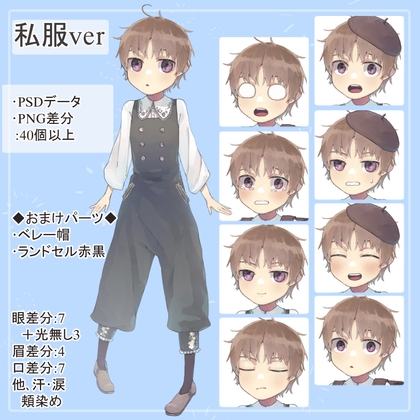 私服ver
・PSDデータ
・PNG差分
:40個以上
◆おまけパーツ◆
・ベレー帽
・ランドセル赤黒
眼差分:7
＋光無し3
眉差分:4
口差分:7
他、汗・涙
頬染め